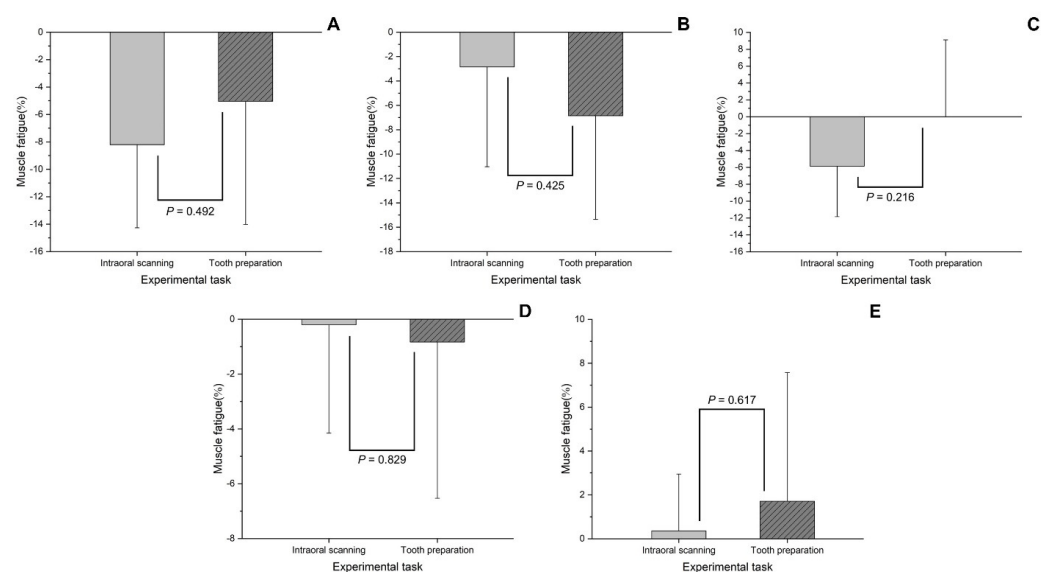 A
Muscle fatigue(%)
0
-2
-4
-6
-8
-10
-12
-14
-16
P = 0.492
Intraoral scanning
Tooth preparation
Experimental task
B
Muscle fatigue(%)
0
-2
-4
-6
-8
-10
-12
-14
-16
-18
P = 0.425
Intraoral scanning
Tooth preparation
Experimental task
C
Muscle fatigue(%)
10
8
6
4
2
0
-2
-4
-6
-8
-10
-12
-14
-16
P = 0.216
Intraoral scanning
Tooth preparation
Experimental task
D
Muscle fatigue(%)
0
-2
-4
-6
-8
P = 0.829
Intraoral scanning
Tooth preparation
Experimental task
E
Muscle fatigue(%)
10
8
6
4
2
0
P = 0.617
Intraoral scanning
Tooth preparation
Experimental task